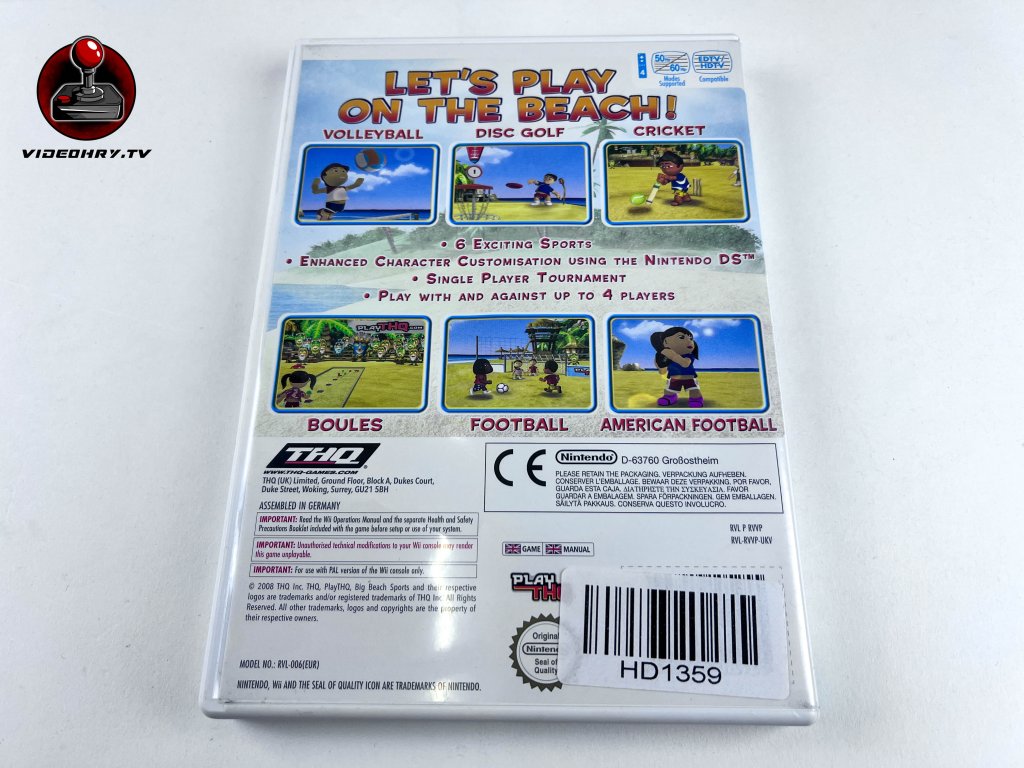 VIDEOHRY.TV
4
50Hz
60Hz
Modes
Supported
EDTV
HDTV
Compatible
LET'S PLAY
ON THE BEACH!
VOLLEYBALL
DISC GOLF
CRICKET
• 6 Exciting Sports
• Enhanced Character Customisation using the Nintendo DS™
• Single Player Tournament
• Play with and against up to 4 players
PLAYTHQ.com
BOULES
FOOTBALL
AMERICAN FOOTBALL
THQ®
WWW.THQ-GAMES.COM
THQ (UK) Limited, Ground Floor, Block A, Dukes Court,
Duke Street, Woking, Surrey, GU21 5BH
ASSEMBLED IN GERMANY
IMPORTANT: Read the Wii Operations Manual and the separate Health and Safety
Precautions Booklet included with the game before setup or use of your system.
IMPORTANT: Unauthorised technical modifications to your Wii console may render
this game unplayable.
IMPORTANT: For use with PAL version of the Wii console only.
© 2008 THQ Inc. THQ, PlayTHQ, Big Beach Sports and their respective
logos are trademarks and/or registered trademarks of THQ Inc. All Rights
Reserved. All other trademarks, logos and copyrights are the property of
their respective owners.
MODEL NO.: RVL-006(EUR)
NINTENDO, Wii AND THE SEAL OF QUALITY ICON ARE TRADEMARKS OF NINTENDO.
CE
Nintendo® D-63760 Großostheim
PLEASE RETAIN THE PACKAGING. VERPACKUNG AUFHEBEN.
CONSERVER L'EMBALLAGE. BEWAAR DEZE VERPAKKING. POR FAVOR,
GUARDA ESTA CAJA. ΔΙΑΤΗΡΗΣΤΕ ΤΗΝ ΣΥΣΚΕΥΑΣΙΑ. FAVOR
GUARDAR A EMBALAGEM. SPARA FÖRPACKNINGEN. GEM EMBALLAGEN.
SÄILYTÄ PAKKAUS. CONSERVA QUESTO INVOLUCRO.
RVL P RVVP
RVL-RVVP-UKV
GAME
MANUAL
PLAY
Original
Seal of
Quality
HD1359